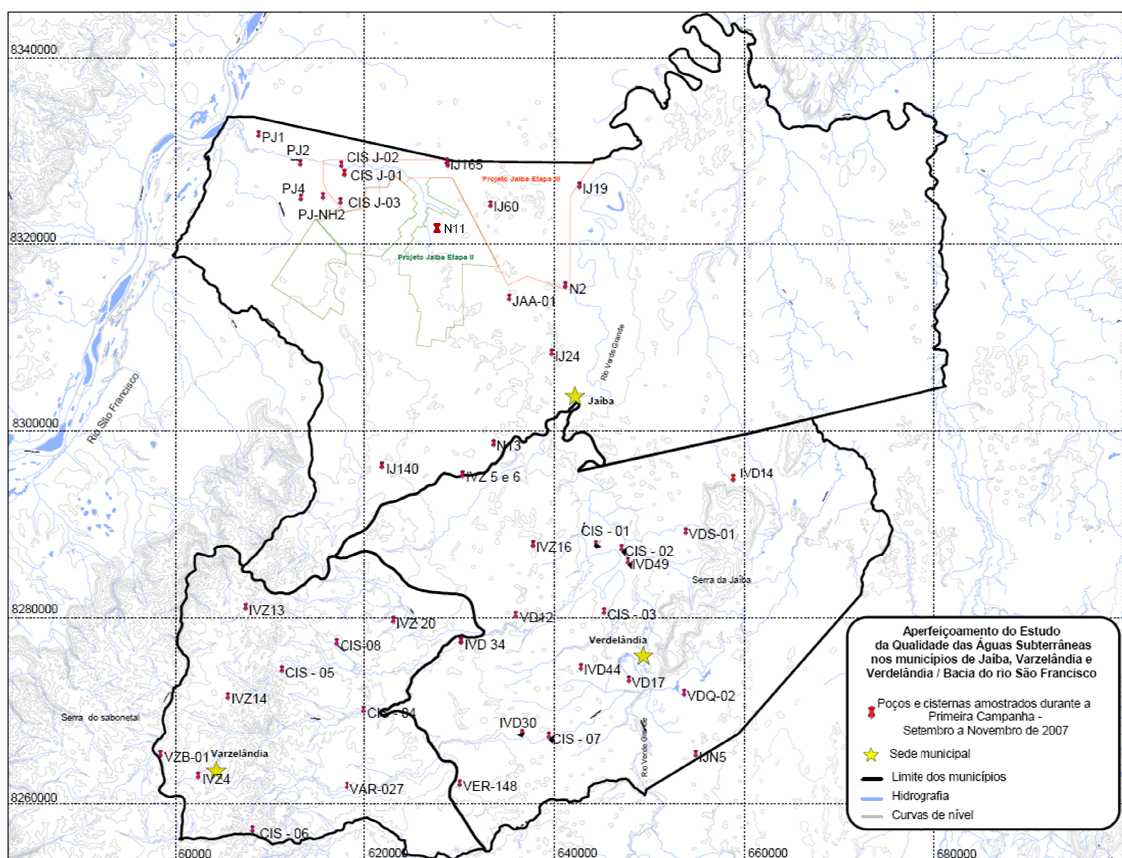 8340000
PJ1
PJ2
CIS J-02
CIS J-01
IJ165
Projeto Jaiba Etapa III
IJ19
PJ4
CIS J-03
PJ-NH2
IJ60
N11
8320000
Projeto Jaiba Etapa II
N2
JAA-01
Rio Verde Grande
IJ24
Rio São Francisco
Jaíba
8300000
N13
IJ140
IVZ 5 e 6
IVD14
VDS-01
CIS - 01
IVZ16
CIS - 02
IVD49
Serra da Jaíba
8280000
IVZ13
CIS - 03
VD12
IVZ 20
Verdelândia
CIS-08
IVD 34
CIS - 05
IVD44
VD17
VDQ-02
IVZ14
CIS - 04
Serra do sabonetal
IVD30
CIS - 07
Rio Verde Grande
VZB-01
Varzelândia
IJN5
IVZ4
VAR-027
VER-148
8260000
CIS - 06
60000
620000
640000
660000
680000
Aperfeiçoamento do Estudo
da Qualidade das Águas Subterrâneas
nos municípios de Jaíba, Varzelândia e
Verdelândia / Bacia do rio São Francisco
Poços e cisternas amostrados durante a
Primeira Campanha -
Setembro a Novembro de 2007
Sede municipal
Limite dos municípios
Hidrografia
Curvas de nível